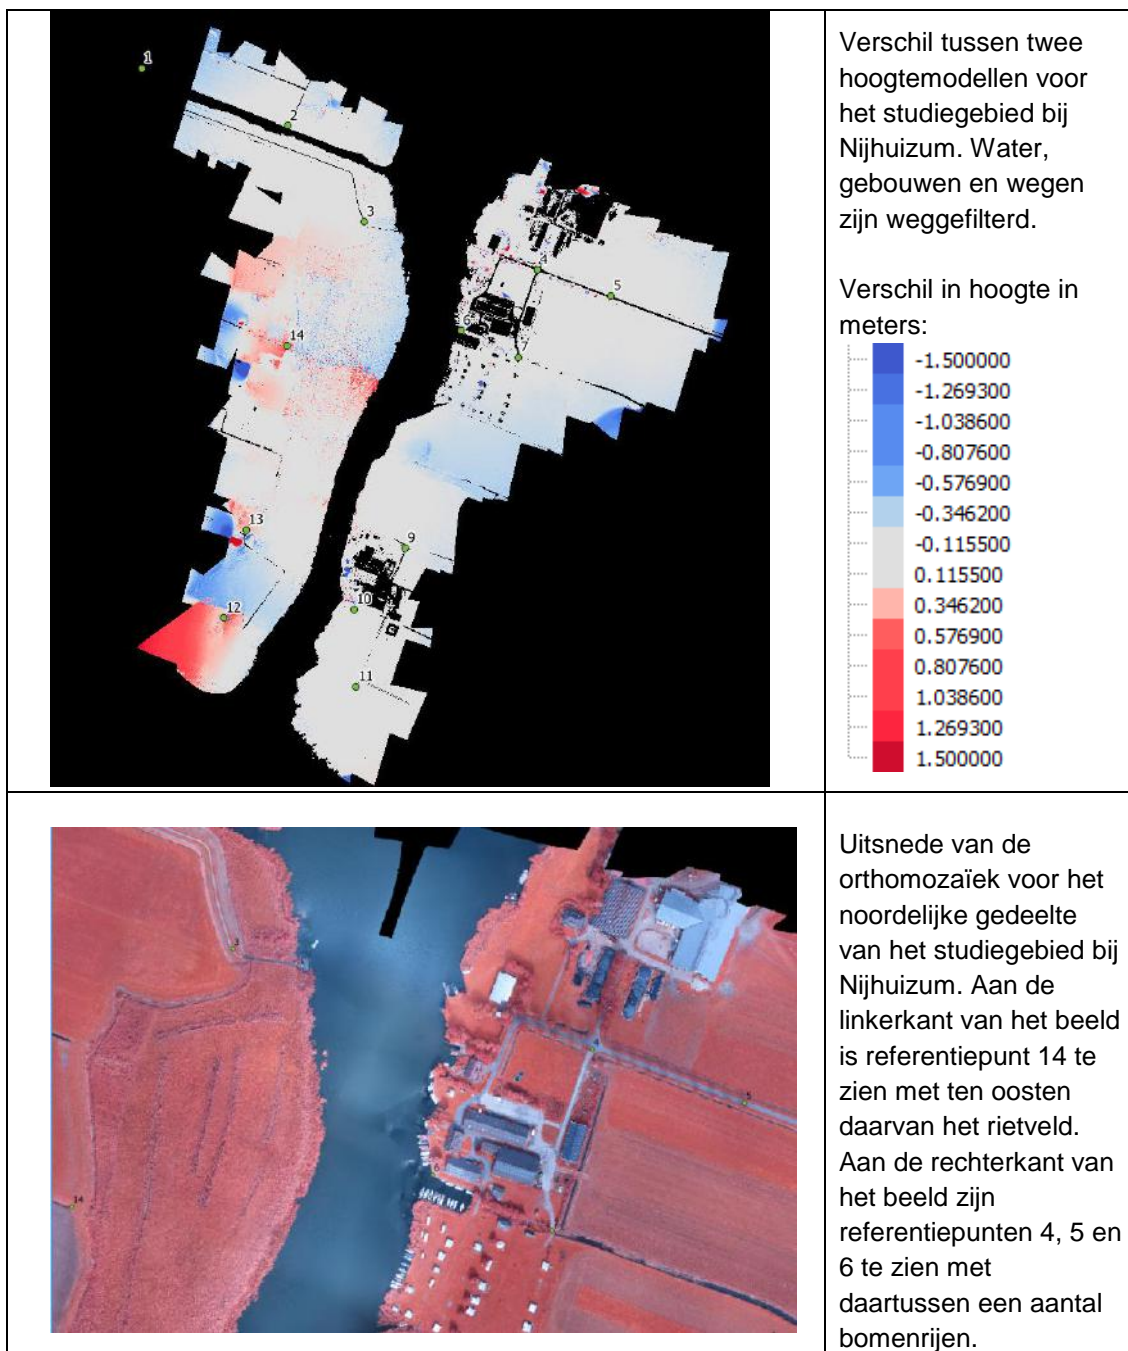 1
2
3
4
5
14
6
7
13
9
12
10
11
Verschil tussen twee
hoogtemodellen voor
het studiegebied bij
Nijhuizum. Water,
gebouwen en wegen
zijn weggefilterd.
Verschil in hoogte in
meters:
-1.500000
-1.269300
-1.038600
-0.807600
-0.576900
-0.346200
-0.115500
0.115500
0.346200
0.576900
0.807600
1.038600
1.269300
1.500000
5
6
14
Uitsnede van de
orthomozaïek voor het
noordelijke gedeelte
van het studiegebied bij
Nijhuizum. Aan de
linkerkant van het beeld
is referentiepunt 14 te
zien met ten oosten
daarvan het rietveld.
Aan de rechterkant van
het beeld zijn
referentiepunten 4, 5 en
6 te zien met
daartussen een aantal
bomenrijen.